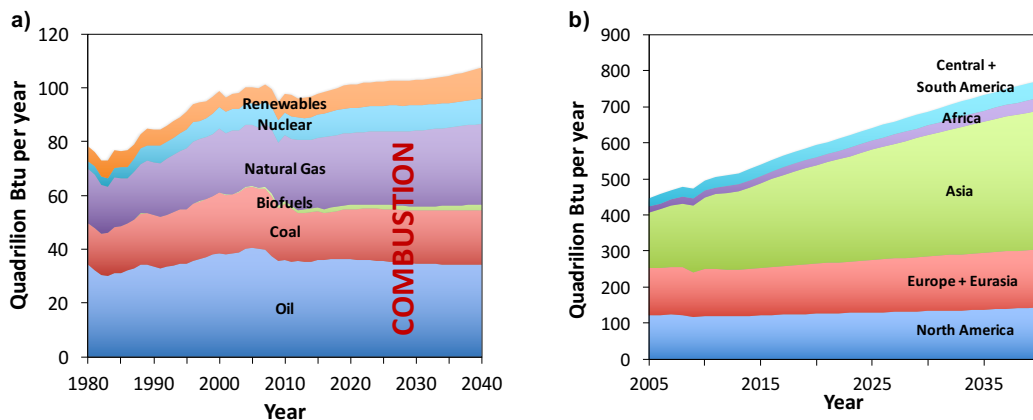 a)
Quadrilion Btu per year
120
100
80
60
40
20
0
Renewables
Nuclear
Natural Gas
Biofuels
Coal
Oil
COMBUSTION
1980
1990
2000
2010
2020
2030
2040
Year
b)
Quadrilion Btu per year
900
800
700
600
500
400
300
200
100
0
Central +
South America
Africa
Asia
Europe + Eurasia
North America
2005
2015
2025
2035
Year